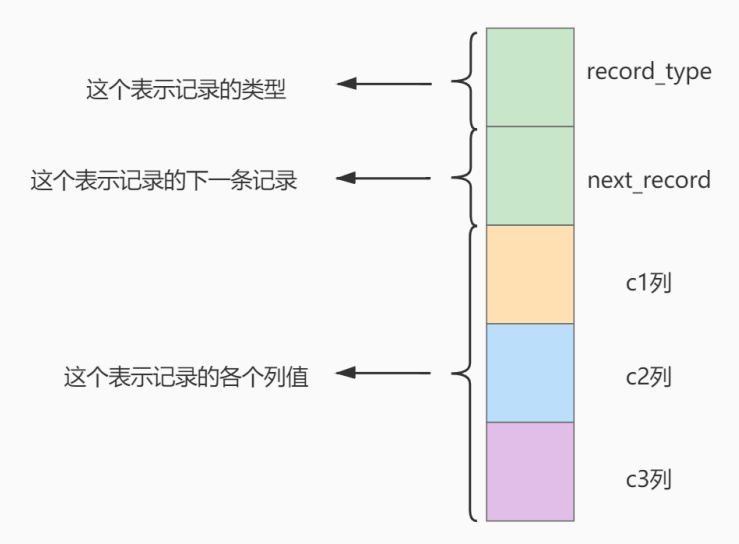 这个表示记录的类型
record_type
这个表示记录的下一条记录
next_record
c1列
这个表示记录的各个列值
c2列
c3列